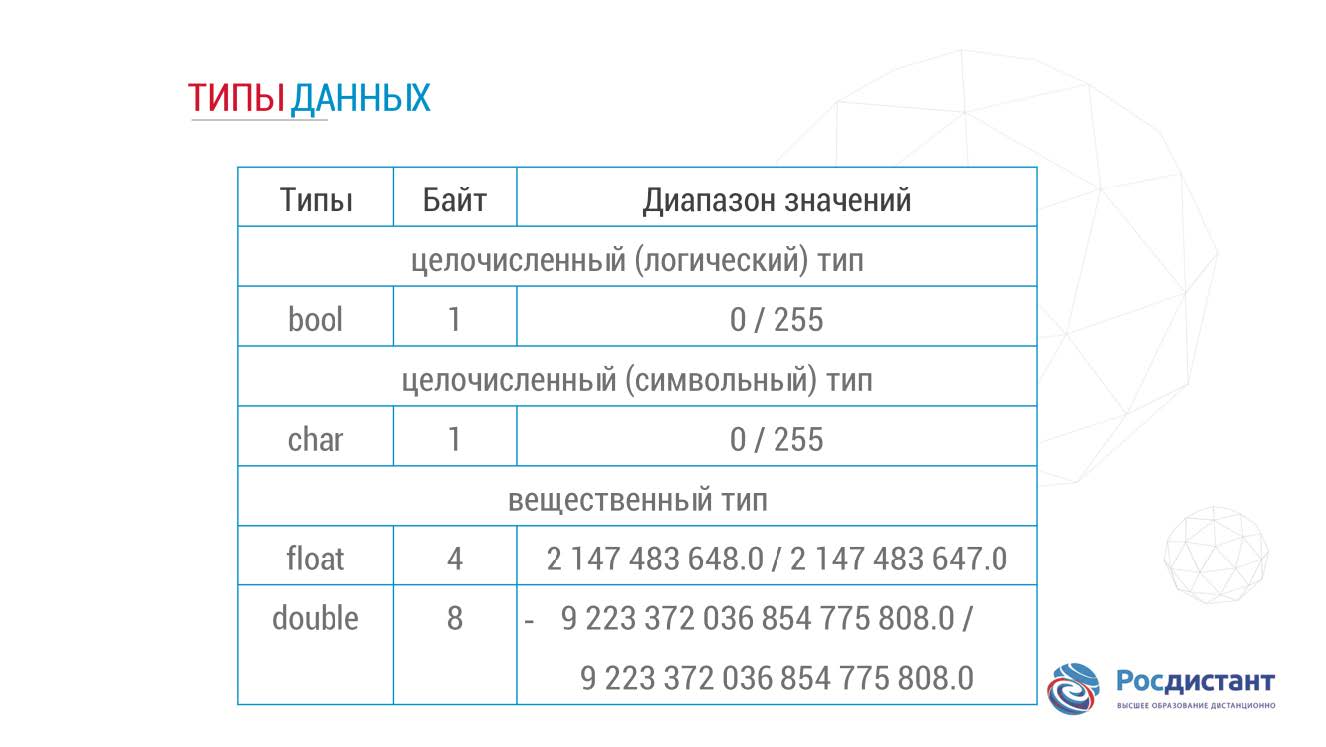 ТИПЫ ДАННЫХ
Типы Байт Диапазон значений
целочисленный (логический) тип
bool 1 0 / 255
целочисленный (символьный) тип
char 1 0 / 255
вещественный тип
float 4 2 147 483 648.0 / 2 147 483 647.0
double 8 - 9 223 372 036 854 775 808.0 /
9 223 372 036 854 775 808.0
Росдистант
ВЫСШЕЕ ОБРАЗОВАНИЕ ДИСТАНЦИОННО